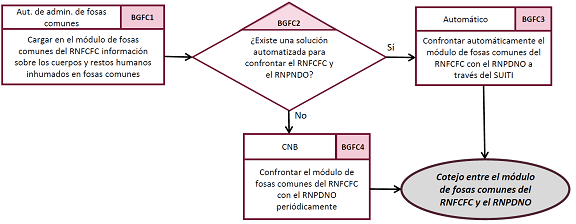 Aut. de admin. de fosas
comunes
BGFC1
Cargar en el módulo de fosas
comunes del RNFCFC información
sobre los cuerpos y restos humanos
inhumados en fosas comunes
BGFC2
¿Existe una solución
automatizada para
confrontar el RNFCFC y
el RNPNDO?
Sí
No
Automático
BGFC3
Confrontar automáticamente el
módulo de fosas comunes del
RNFCFC con el RNPDNO a
través del SUITI
CNB
BGFC4
Confrontar el módulo de
fosas comunes del RNFCFC
con el RNPDNO
periódicamente
Cotejo entre el módulo
de fosas comunes del
RNFCFC y el RNPDNO